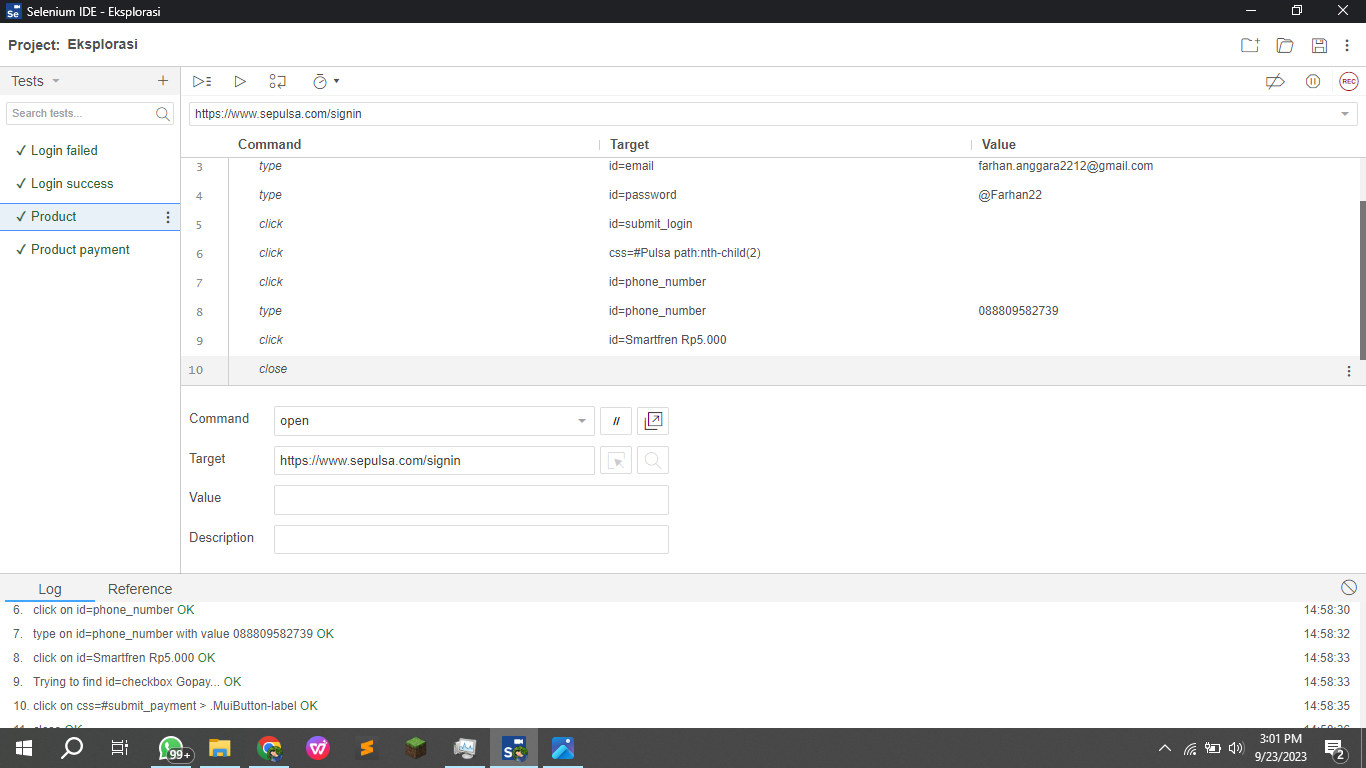 Selenium IDE - Eksplorasi
Project: Eksplorasi
Tests
Search tests...
✓ Login failed
✓ Login success
✓ Product
✓ Product payment
REC
https://www.sepulsa.com/signin
Command Target Value
3 type id=email farhan.anggara2212@gmail.com
4 type id=password @Farhan22
5 click id=submit_login
6 click css=#Pulsa path:nth-child(2)
7 click id=phone_number
8 type id=phone_number 088809582739
9 click id=Smartfren Rp5.000
10 close
Command open //
Target https://www.sepulsa.com/signin
Value
Description
Log Reference
6. click on id=phone_number OK 14:58:30
7. type on id=phone_number with value 088809582739 OK 14:58:32
8. click on id=Smartfren Rp5.000 OK 14:58:33
9. Trying to find id=checkbox Gopay... OK 14:58:33
10. click on css=#submit_payment > .MuiButton-label OK 14:58:35
99+
3:01 PM
9/23/2023
2